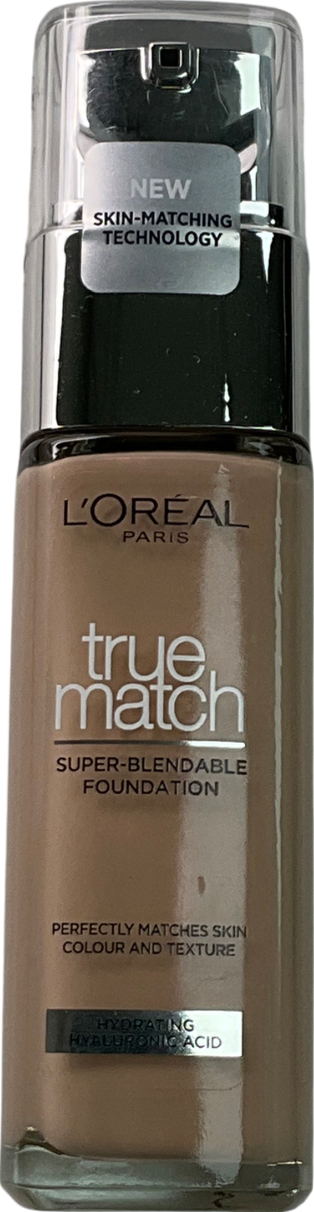 NEW
SKIN-MATCHING
TECHNOLOGY
L'ORÉAL
PARIS
true
match
SUPER-BLENDABLE
FOUNDATION
PERFECTLY MATCHES SKIN
COLOUR AND TEXTURE
HYDRATING
HYALURONIC ACID